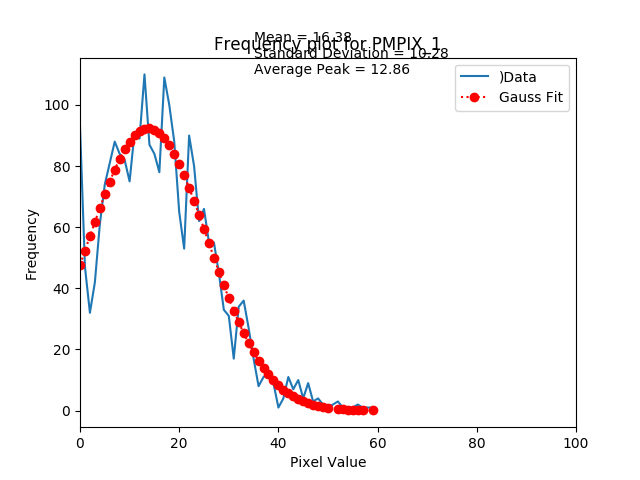 Mean = 16.38
Frequency plot for PMPIX_1
Standard Deviation = 10.28
Average Peak = 12.86
)Data
Gauss Fit
Frequency
100
80
60
40
20
0
0 20 40 60 80 100
Pixel Value